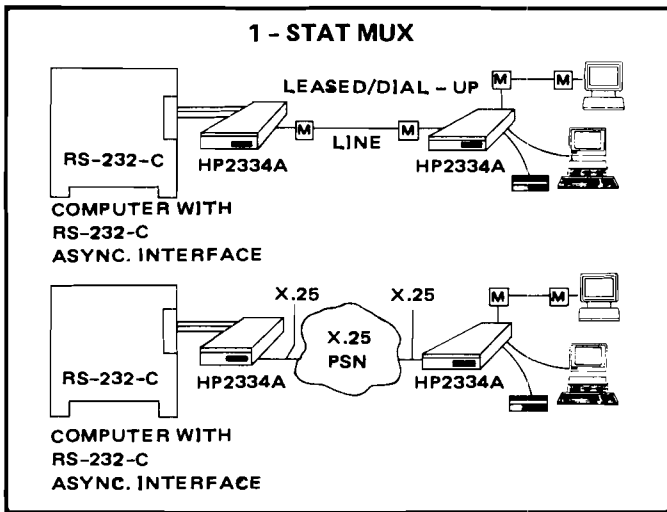 1 - STAT MUX
LEASED/DIAL - UP
LINE
M
M
M
M
RS-232-C
HP2334A
HP2334A
COMPUTER WITH
RS-232-C
ASYNC. INTERFACE
X.25
X.25
X.25
PSN
M
M
RS-232-C
HP2334A
HP2334A
COMPUTER WITH
RS-232-C
ASYNC. INTERFACE